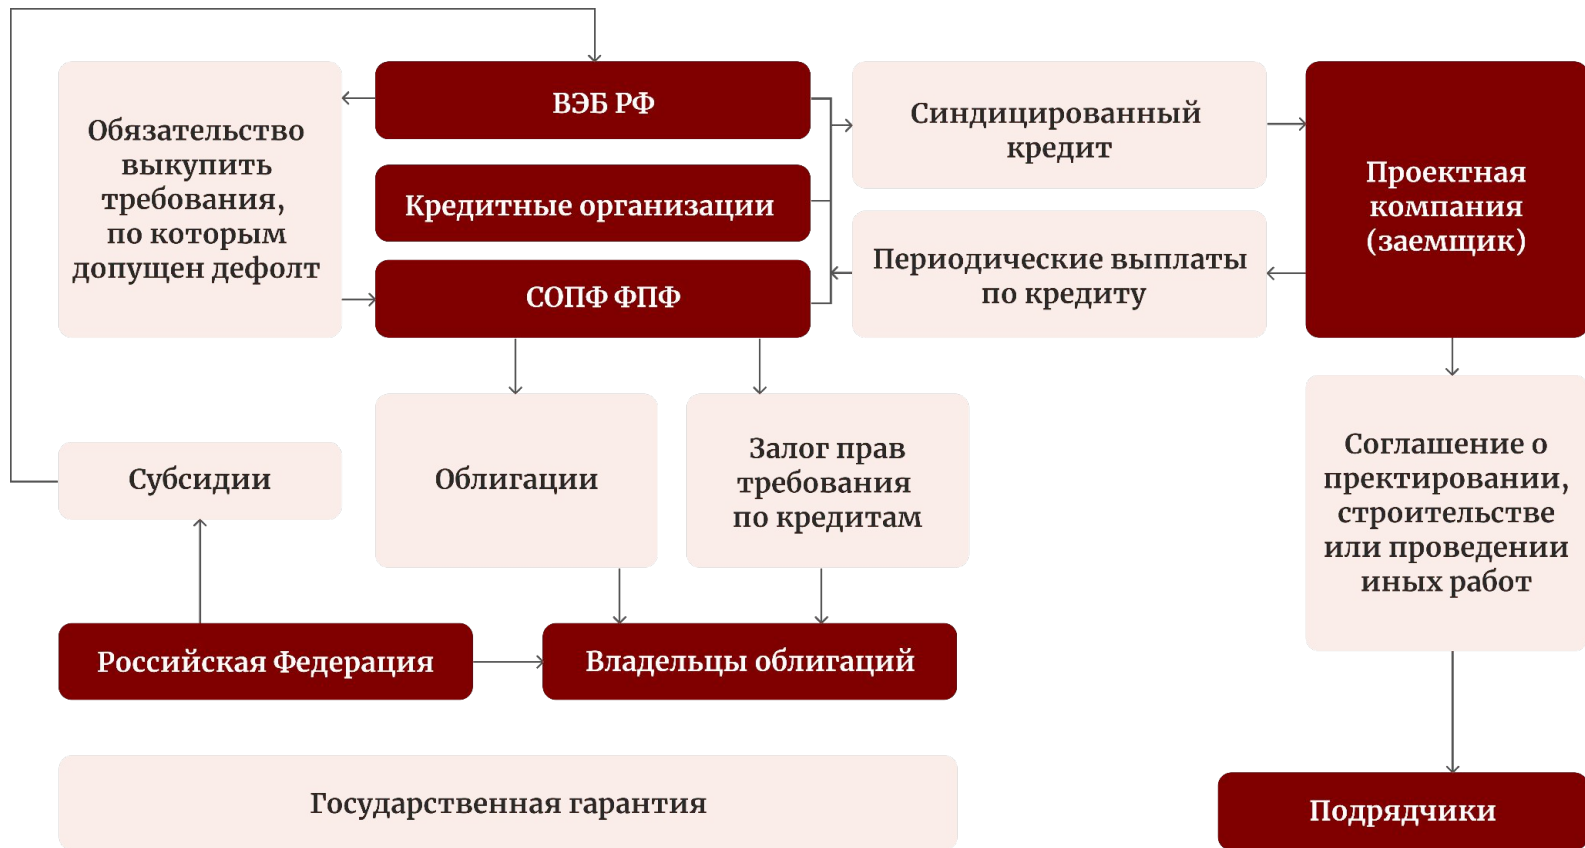 Обязательство
выкупить
требования,
по которым
допущен дефолт
ВЭБ РФ
Кредитные организации
СОПФ ФПФ
Синдицированный
кредит
Периодические выплаты
по кредиту
Проектная
компания
(заемщик)
Субсидии
Облигации
Залог прав
требования
по кредитам
Соглашение о
пректировании,
строительстве
или проведении
иных работ
Российская Федерация
Владельцы облигаций
Государственная гарантия
Подрядчики